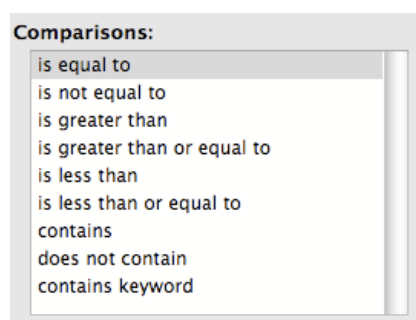 Comparisons:
is equal to
is not equal to
is greater than
is greater than or equal to
is less than
is less than or equal to
contains
does not contain
contains keyword